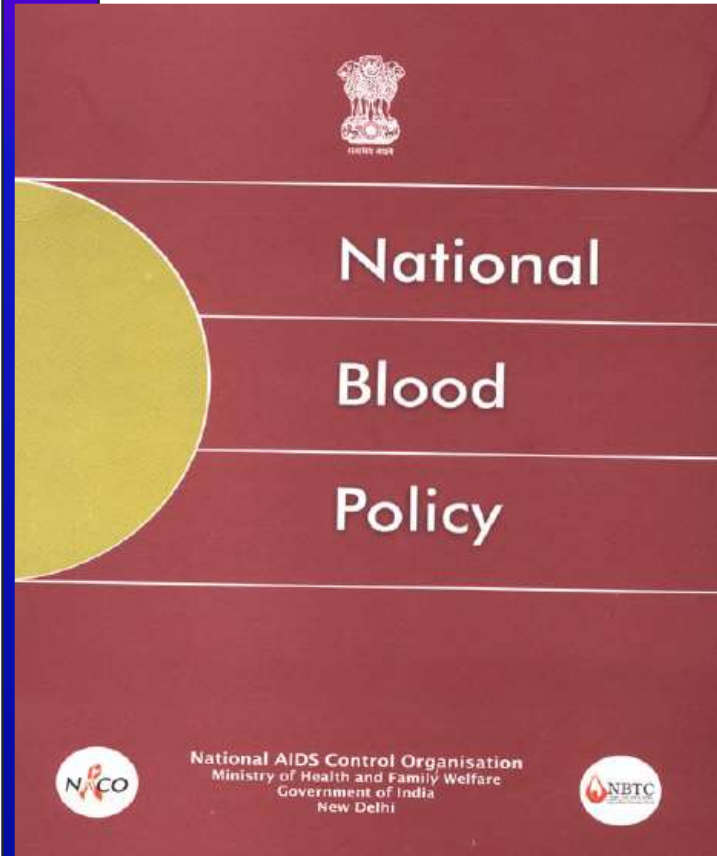 National
Blood
Policy
National AIDS Control Organisation
Ministry of Health and Family Welfare
Government of India
New Delhi
NACO
NBTC